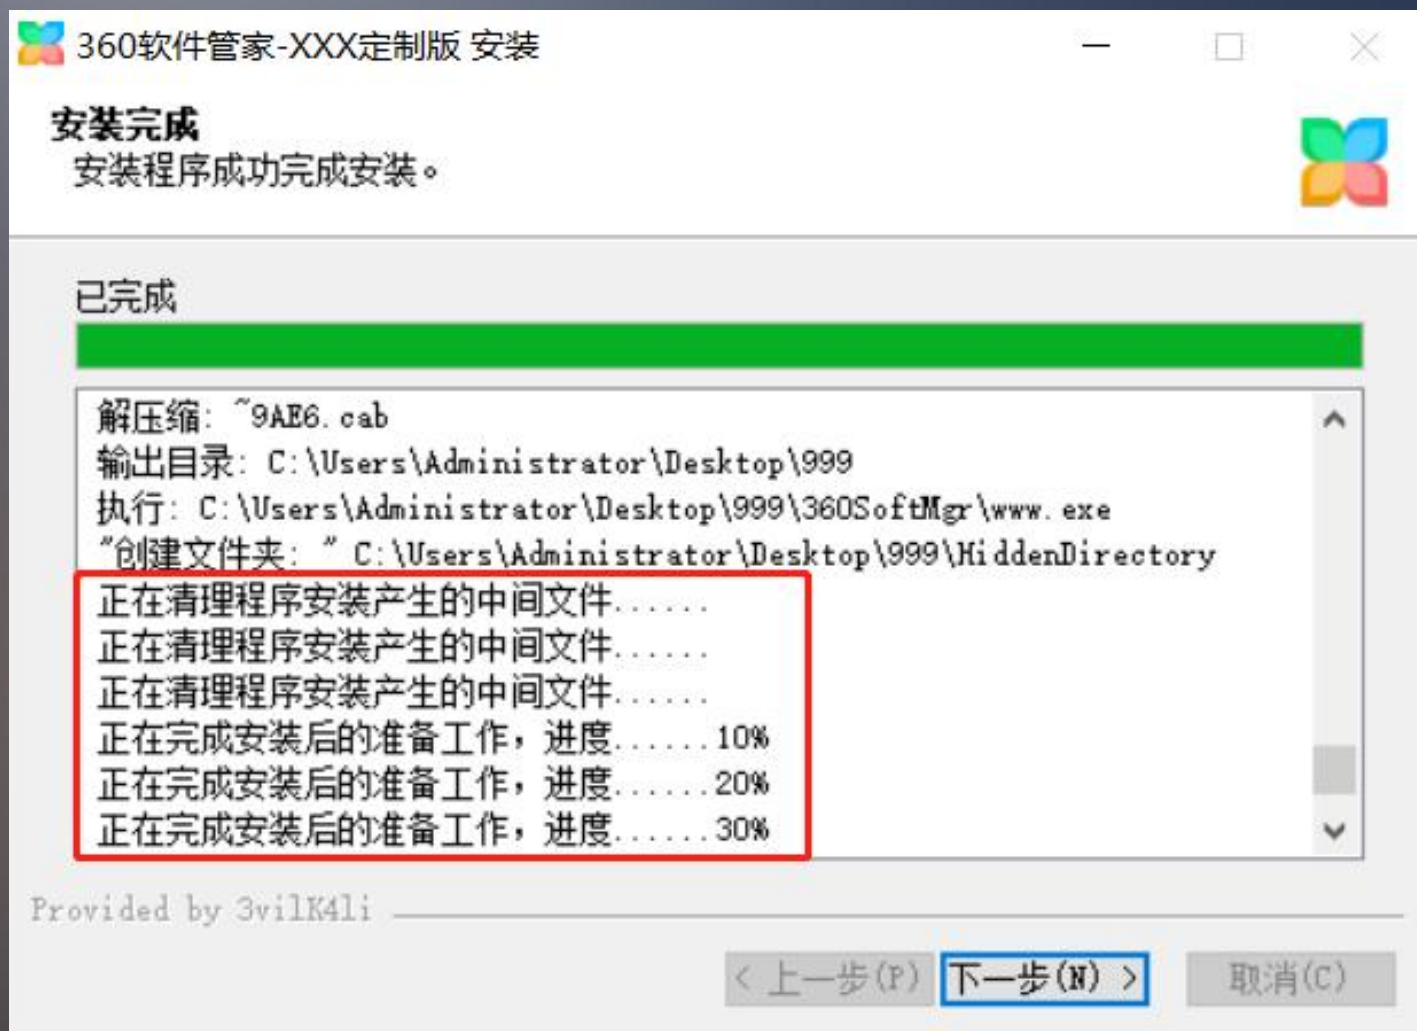 360软件管家-XXX定制版 安装
安装完成
安装程序成功完成安装。
已完成
解压缩: ~9AE6.cab
输出目录: C:\Users\Administrator\Desktop\999
执行: C:\Users\Administrator\Desktop\999\360SoftMgr\www.exe
"创建文件夹: " C:\Users\Administrator\Desktop\999\HiddenDirectory
正在清理程序安装产生的中间文件......
正在清理程序安装产生的中间文件......
正在清理程序安装产生的中间文件......
正在完成安装后的准备工作，进度......10%
正在完成安装后的准备工作，进度......20%
正在完成安装后的准备工作，进度......30%
Provided by 3vilK4li
< 上一步(P) 下一步(N) > 取消(C)